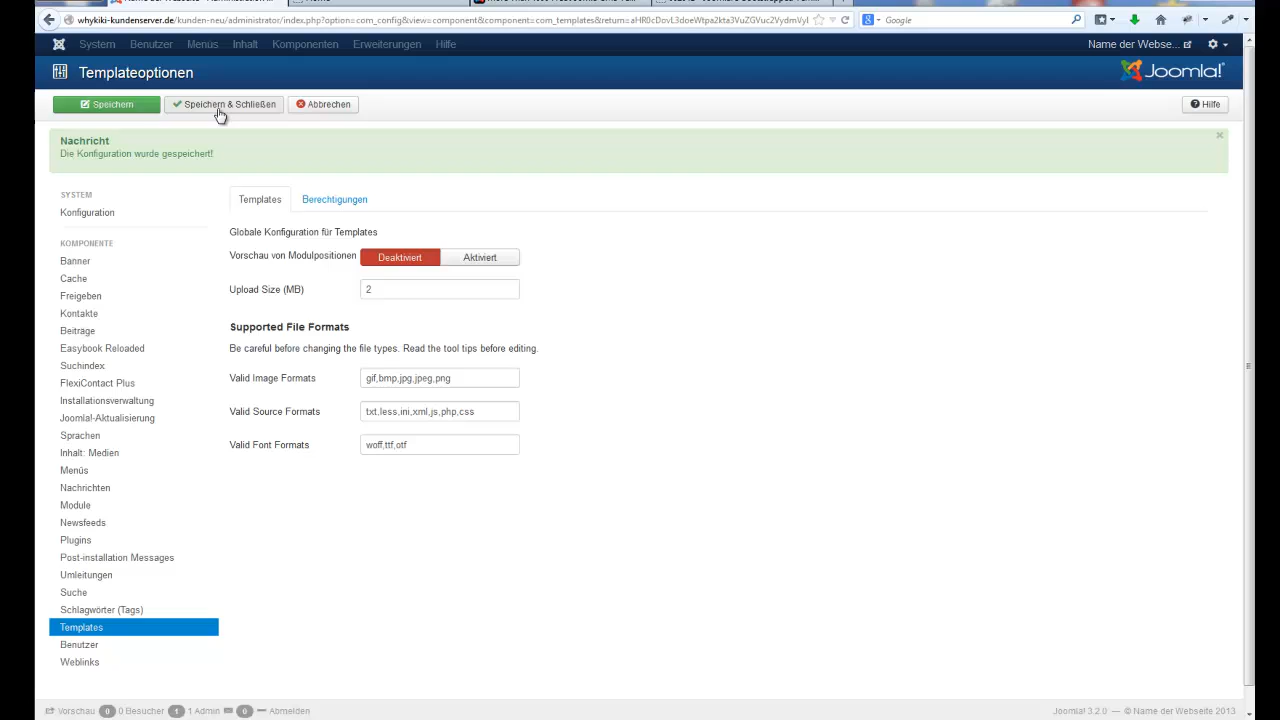 whykiki-kundenserver.de/kunden-neu/administrator/index.php?option=com_config&view=component&component=com_templates&return=
Google
System Benutzer Menüs Inhalt Komponenten Erweiterungen Hilfe
Name der Webse...
Templateoptionen
Joomla!
Speichern
Speichern & Schließen
Abbrechen
Hilfe
Nachricht
Die Konfiguration wurde gespeichert!
SYSTEM
Konfiguration
KOMPONENTE
Banner
Cache
Freigeben
Kontakte
Beiträge
Easybook Reloaded
Suchindex
FlexiContact Plus
Installationsverwaltung
Joomla!-Aktualisierung
Sprachen
Inhalt: Medien
Menüs
Nachrichten
Module
Newsfeeds
Plugins
Post-installation Messages
Umleitungen
Suche
Schlagwörter (Tags)
Templates
Benutzer
Weblinks
Templates Berechtigungen
Globale Konfiguration für Templates
Vorschau von Modulpositionen Deaktiviert Aktiviert
Upload Size (MB) 2
Supported File Formats
Be careful before changing the file types. Read the tool tips before editing.
Valid Image Formats gif,bmp,jpg,jpeg,png
Valid Source Formats txt,less,ini,xml,js,php,css
Valid Font Formats woff,ttf,otf
Vorschau 0 0 Besucher 1 1 Admin 0 Abmelden
Joomla! 3.2.0 — © Name der Webseite 2013